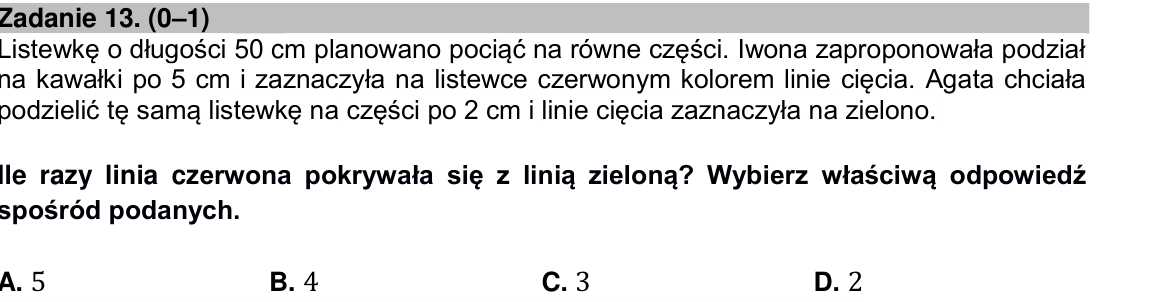 Zadanie 13. (0–1)
Listewkę o długości 50 cm planowano pociąć na równe części. Iwona zaproponowała podział
na kawałki po 5 cm i zaznaczyła na listewce czerwonym kolorem linie cięcia. Agata chciała
podzielić tę samą listewkę na części po 2 cm i linie cięcia zaznaczyła na zielono.
Ile razy linia czerwona pokrywała się z linią zieloną? Wybierz właściwą odpowiedź
spośród podanych.
A. 5 B. 4 C. 3 D. 2